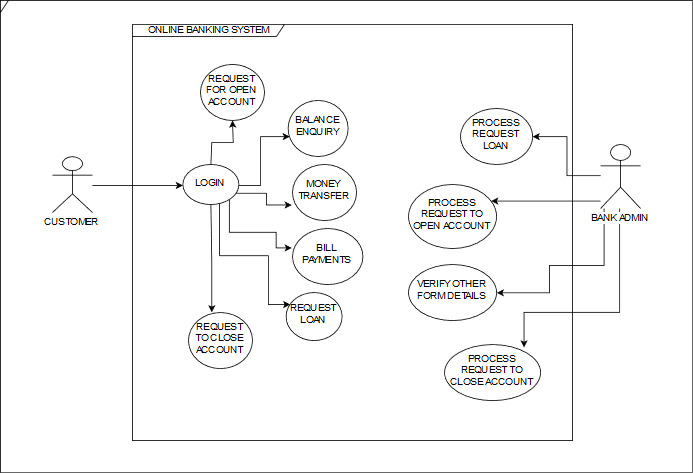 ONLINE BANKING SYSTEM
REQUEST
FOR OPEN
ACCOUNT
BALANCE
ENQUIRY
PROCESS
REQUEST
LOAN
LOGIN
MONEY
TRANSFER
CUSTOMER
PROCESS
REQUEST TO
OPEN ACCOUNT
BANK ADMIN
BILL
PAYMENTS
VERIFY OTHER
FORM DETAILS
REQUEST
LOAN
REQUEST
TO CLOSE
ACCOUNT
PROCESS
REQUEST TO
CLOSE ACCOUNT